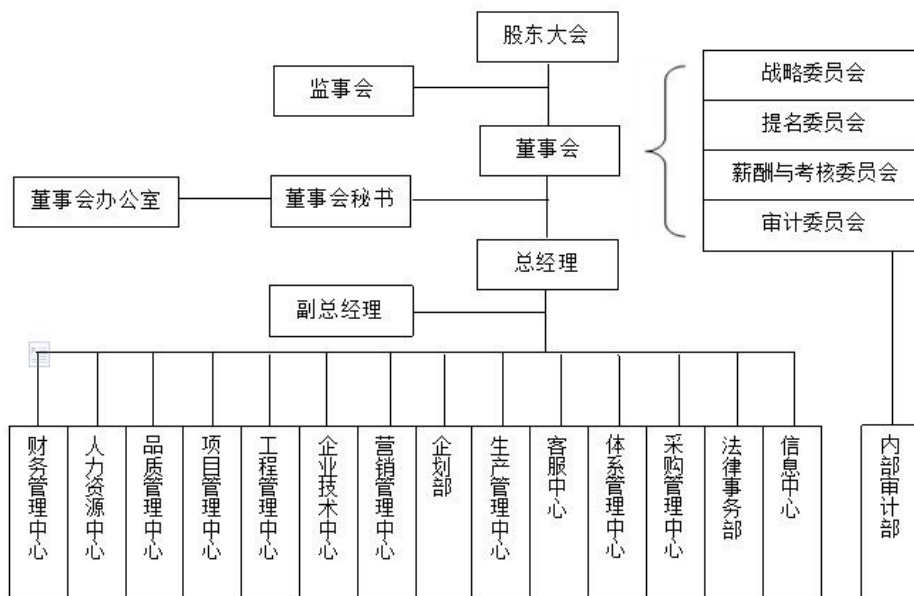 股东大会
监事会
战略委员会
提名委员会
董事会
薪酬与考核委员会
董事会办公室
董事会秘书
审计委员会
总经理
副总经理
财务管理中心
人力资源中心
品质管理中心
项目管理中心
工程管理中心
企业技术中心
营销管理中心
企划部
生产管理中心
客服中心
体系管理中心
采购管理中心
法律事务部
信息中心
内部审计部